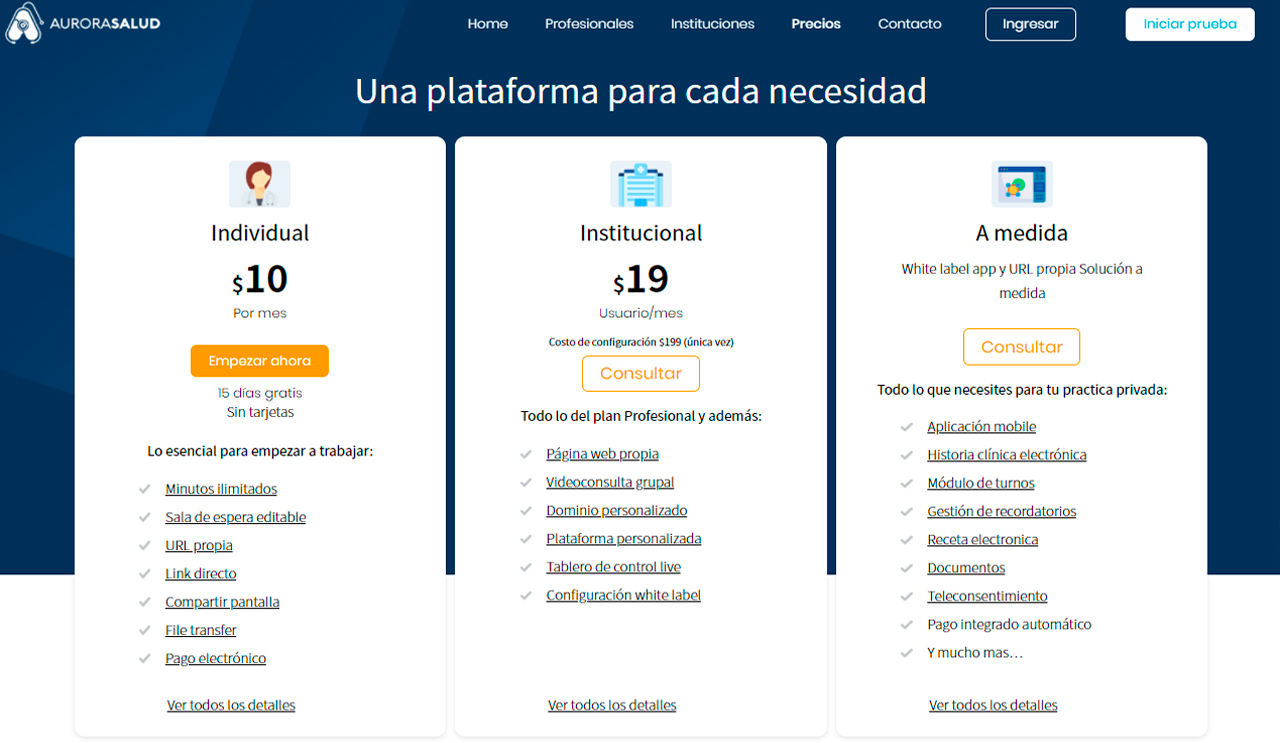 AURORASALUD
Home
Profesionales
Instituciones
Precios
Contacto
Ingresar
Iniciar prueba
Una plataforma para cada necesidad
Individual
$10
Por mes
Empezar ahora
15 días gratis
Sin tarjetas
Lo esencial para empezar a trabajar:
Minutos ilimitados
Sala de espera editable
URL propia
Link directo
Compartir pantalla
File transfer
Pago electrónico
Ver todos los detalles
Institucional
$19
Usuario/mes
Costo de configuración $199 (única vez)
Consultar
Todo lo del plan Profesional y además:
Página web propia
Videoconsulta grupal
Dominio personalizado
Plataforma personalizada
Tablero de control live
Configuración white label
Ver todos los detalles
A medida
White label app y URL propia Solución a
medida
Consultar
Todo lo que necesites para tu practica privada:
Aplicación mobile
Historia clínica electrónica
Módulo de turnos
Gestión de recordatorios
Receta electronica
Documentos
Teleconsentimiento
Pago integrado automático
Y mucho mas...
Ver todos los detalles